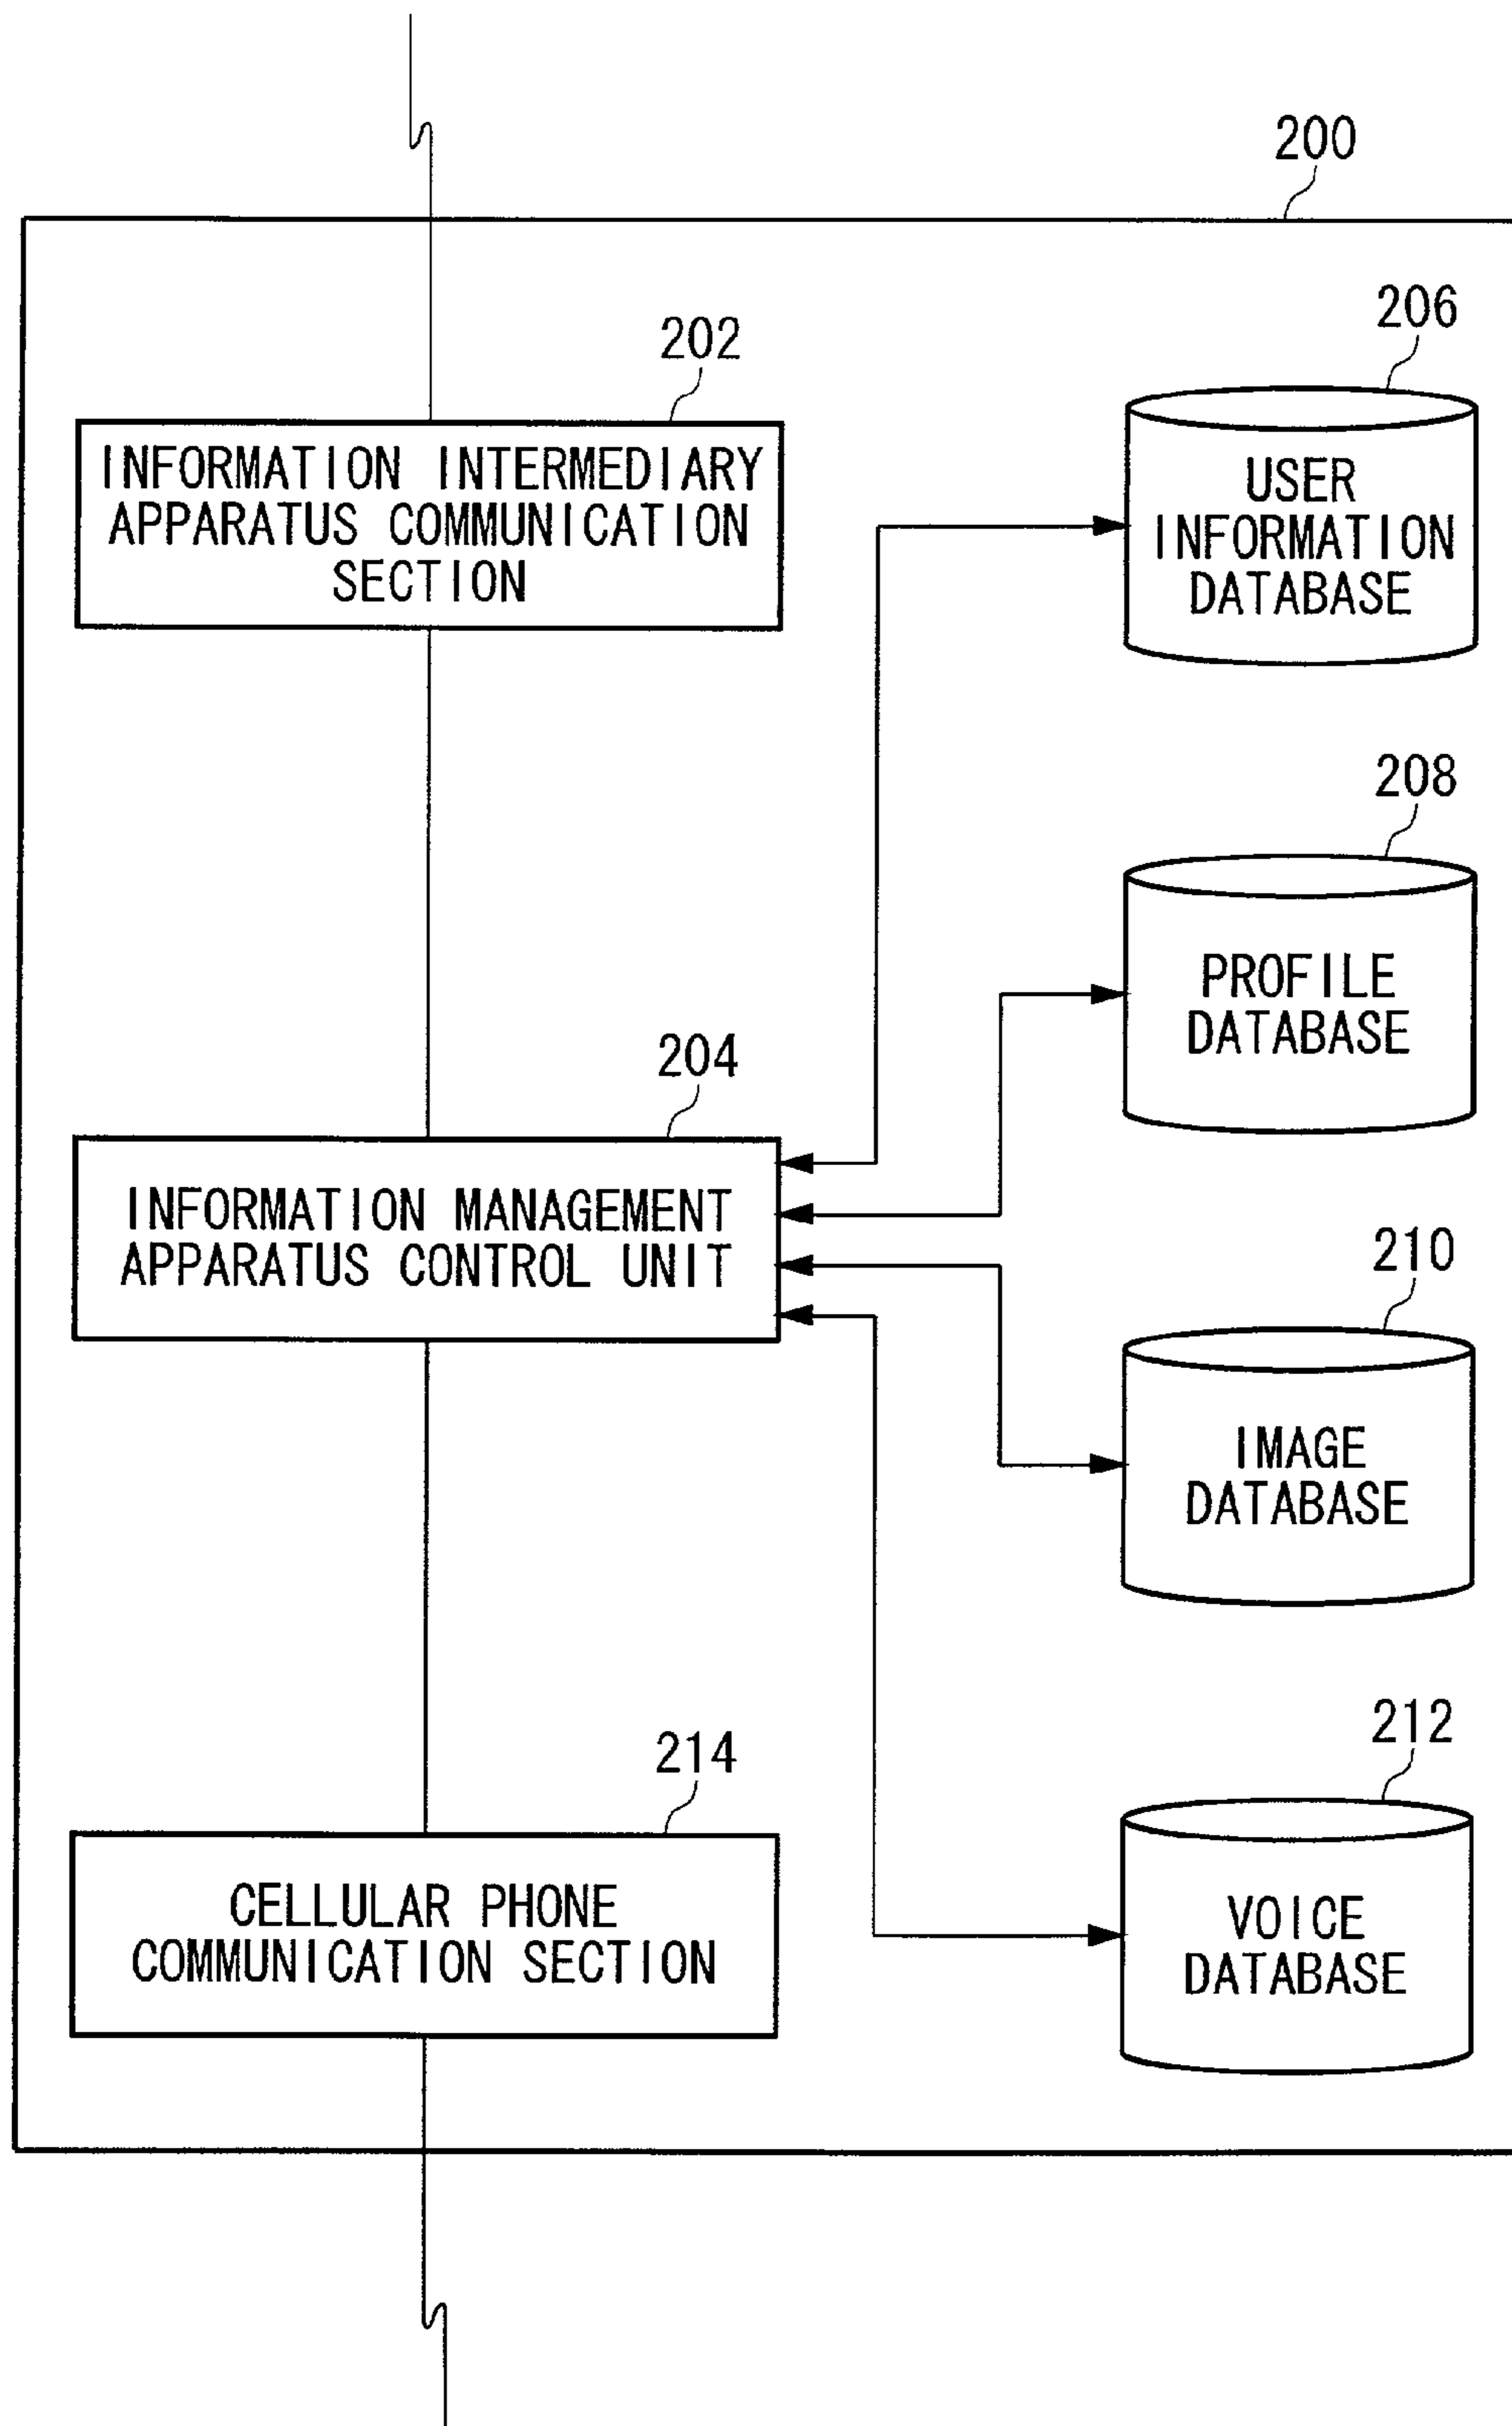 200
202
INFORMATION INTERMEDIARY
APPARATUS COMMUNICATION
SECTION
206
USER
INFORMATION
DATABASE
208
PROFILE
DATABASE
204
INFORMATION MANAGEMENT
APPARATUS CONTROL UNIT
210
IMAGE
DATABASE
214
CELLULAR PHONE
COMMUNICATION SECTION
212
VOICE
DATABASE